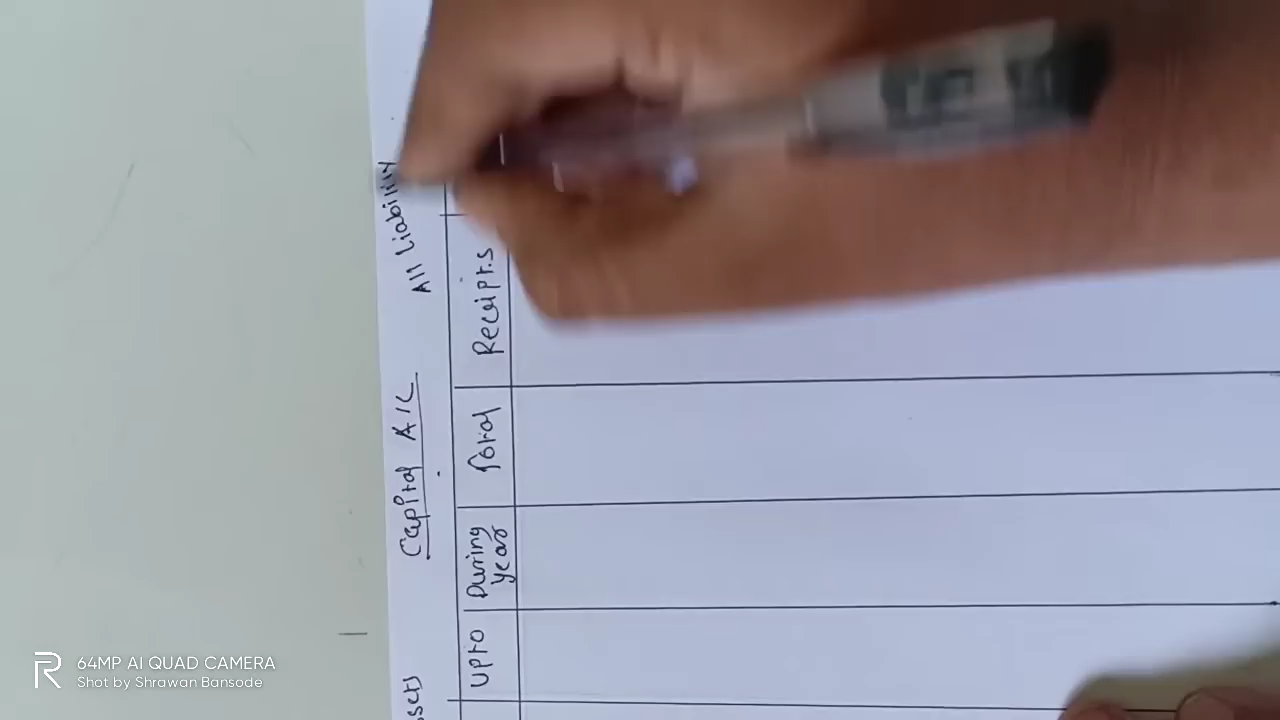 All Liability
Capital A/C
Upto
During
year
Total
Receipts
64MP AI QUAD CAMERA
Shot by Shrawan Bansode